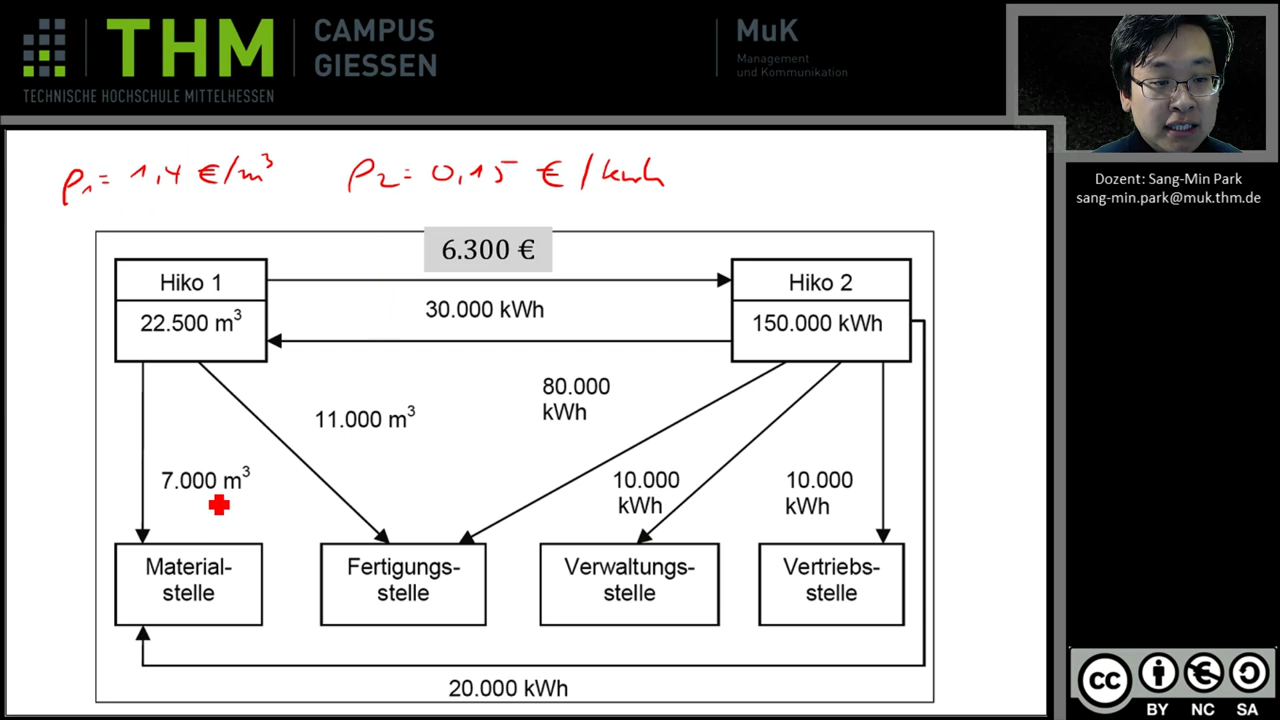 THM
CAMPUS
GIESSEN
TECHNISCHE HOCHSCHULE MITTELHESSEN
MuK
Management
und Kommunikation
Dozent: Sang-Min Park
sang-min.park@muk.thm.de
p₁= 1,4 €/m³ p₂= 0,15 €/kWh
6.300 €
Hiko 1
22.500 m³
Hiko 2
150.000 kWh
30.000 kWh
80.000
kWh
11.000 m³
7.000 m³
10.000
kWh
10.000
kWh
Material-
stelle
Fertigungs-
stelle
Verwaltungs-
stelle
Vertriebs-
stelle
20.000 kWh
CC
BY NC SA